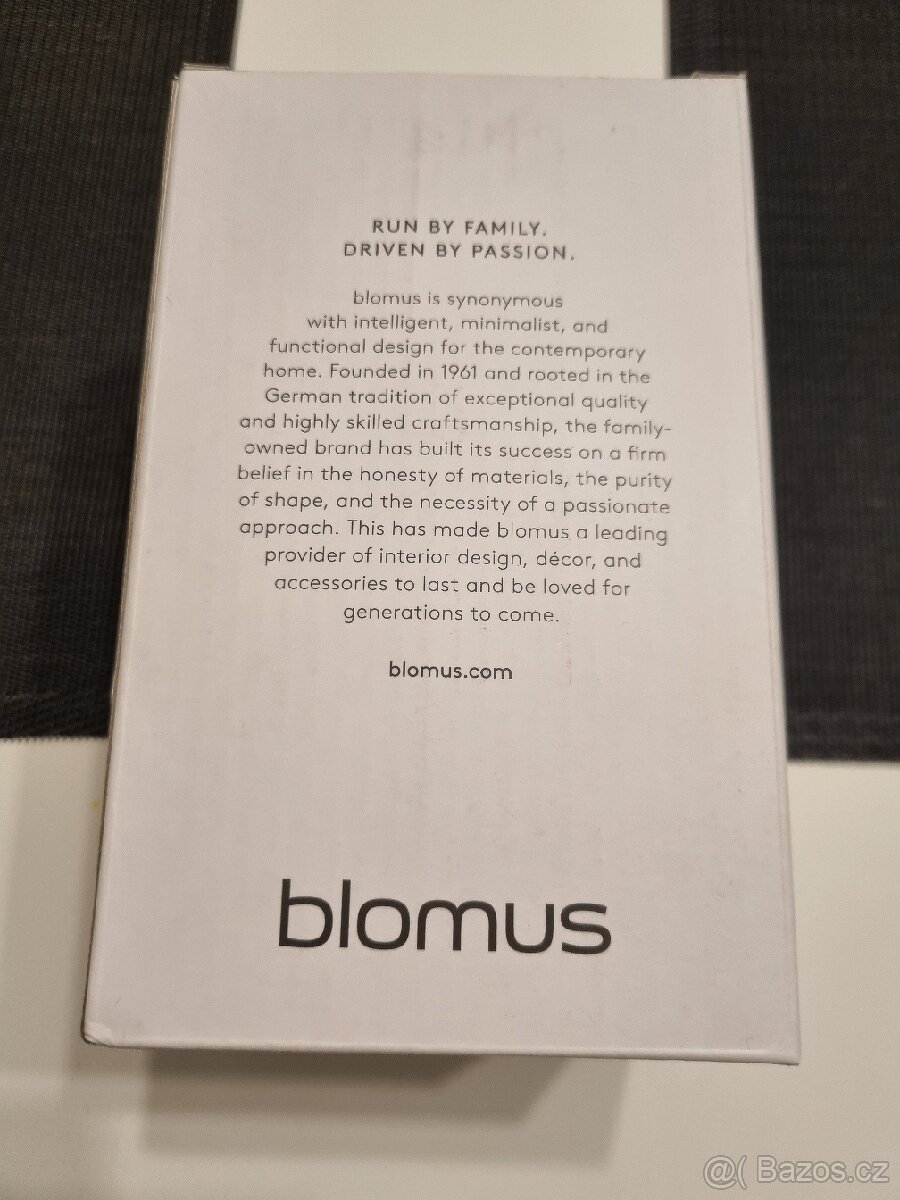 RUN BY FAMILY.
DRIVEN BY PASSION.
blomus is synonymous
with intelligent, minimalist, and
functional design for the contemporary
home. Founded in 1961 and rooted in the
German tradition of exceptional quality
and highly skilled craftsmanship, the family-
owned brand has built its success on a firm
belief in the honesty of materials, the purity
of shape, and the necessity of a passionate
approach. This has made blomus a leading
provider of interior design, décor, and
accessories to last and be loved for
generations to come.
blomus.com
blomus
@( Bazos.cz